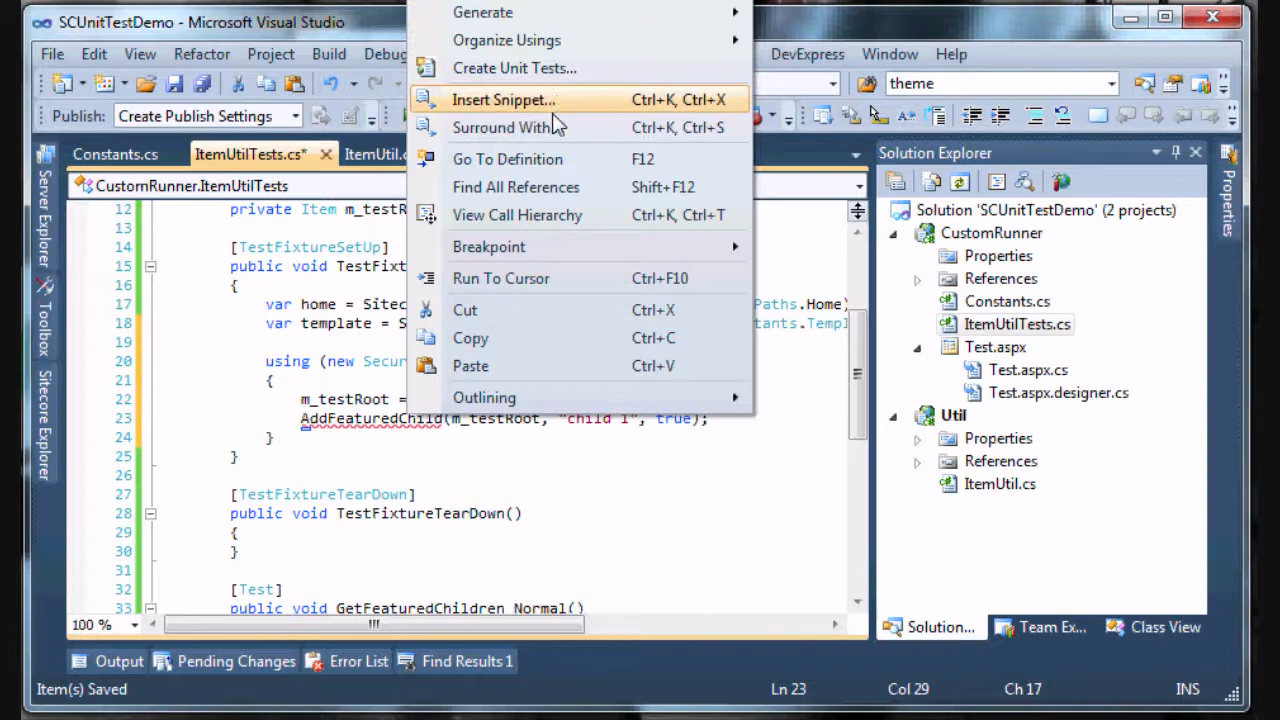 SCUnitTestDemo - Microsoft Visual Studio
File Edit View Refactor Project Build Debug DevExpress Window Help
theme
Publish: Create Publish Settings
Generate
Organize Usings
Create Unit Tests...
Insert Snippet... Ctrl+K, Ctrl+X
Surround With... Ctrl+K, Ctrl+S
Go To Definition F12
Find All References Shift+F12
View Call Hierarchy Ctrl+K, Ctrl+T
Breakpoint
Run To Cursor Ctrl+F10
Cut Ctrl+X
Copy Ctrl+C
Paste Ctrl+V
Outlining
Constants.cs ItemUtilTests.cs* ItemUtil.c
CustomRunner.ItemUtilTests
12 private Item m_testR
13
14 [TestFixtureSetUp]
15 public void TestFixt
16 {
17 var home = Sitec Paths.Home)
18 var template = S tants.Templ
19
20 using (new Secur
21 {
22 m_testRoot =
23 AddFeaturedChild(m_testRoot, "child 1", true);
24 }
25 }
26
27 [TestFixtureTearDown]
28 public void TestFixtureTearDown()
29 {
30 }
31
32 [Test]
33 public void GetFeaturedChildren_Normal()
100 %
Server Explorer
Toolbox
Sitecore Explorer
Solution Explorer
Solution 'SCUnitTestDemo' (2 projects)
CustomRunner
Properties
References
Constants.cs
ItemUtilTests.cs
Test.aspx
Test.aspx.cs
Test.aspx.designer.cs
Util
Properties
References
ItemUtil.cs
Properties
Solution... Team Ex... Class View
Output Pending Changes Error List Find Results 1
Item(s) Saved Ln 23 Col 29 Ch 17 INS